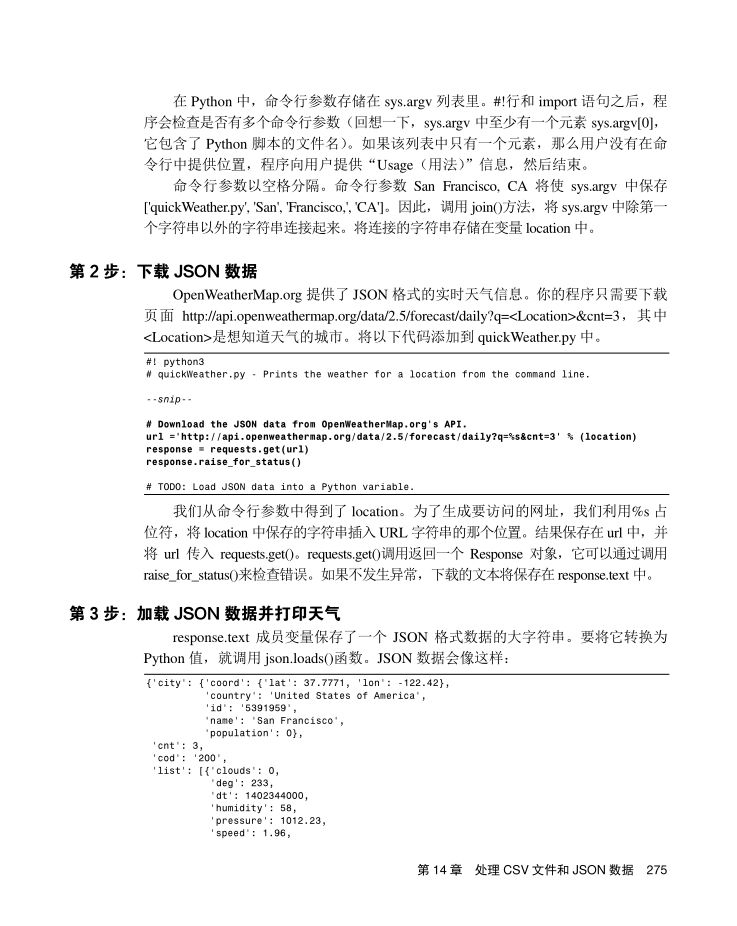 在 Python 中，命令行参数存储在 sys.argv 列表里。#!行和 import 语句之后，程
序会检查是否有多个命令行参数（回想一下，sys.argv 中至少有一个元素 sys.argv[0]，
它包含了 Python 脚本的文件名）。如果该列表中只有一个元素，那么用户没有在命
令行中提供位置，程序向用户提供“Usage（用法）”信息，然后结束。
命令行参数以空格分隔。命令行参数 San Francisco, CA 将使 sys.argv 中保存
['quickWeather.py', 'San', 'Francisco,', 'CA']。因此，调用 join()方法，将 sys.argv 中除第一
个字符串以外的字符串连接起来。将连接的字符串存储在变量 location 中。
第 2 步：下载 JSON 数据
OpenWeatherMap.org 提供了 JSON 格式的实时天气信息。你的程序只需要下载
页面 http://api.openweathermap.org/data/2.5/forecast/daily?q=<Location>&cnt=3，其中
<Location>是想知道天气的城市。将以下代码添加到 quickWeather.py 中。
#! python3
# quickWeather.py - Prints the weather for a location from the command line.
--snip--
# Download the JSON data from OpenWeatherMap.org's API.
url ='http://api.openweathermap.org/data/2.5/forecast/daily?q=%s&cnt=3' % (location)
response = requests.get(url)
response.raise_for_status()
# TODO: Load JSON data into a Python variable.
我们从命令行参数中得到了 location。为了生成要访问的网址，我们利用%s 占
位符，将 location 中保存的字符串插入 URL 字符串的那个位置。结果保存在 url 中，并
将 url 传入 requests.get()。requests.get()调用返回一个 Response 对象，它可以通过调用
raise_for_status()来检查错误。如果不发生异常，下载的文本将保存在 response.text 中。
第 3 步：加载 JSON 数据并打印天气
response.text 成员变量保存了一个 JSON 格式数据的大字符串。要将它转换为
Python 值，就调用 json.loads()函数。JSON 数据会像这样：
{'city': {'coord': {'lat': 37.7771, 'lon': -122.42},
'country': 'United States of America',
'id': '5391959',
'name': 'San Francisco',
'population': 0},
'cnt': 3,
'cod': '200',
'list': [{'clouds': 0,
'deg': 233,
'dt': 1402344000,
'humidity': 58,
'pressure': 1012.23,
'speed': 1.96,
第 14 章 处理 CSV 文件和 JSON 数据 275